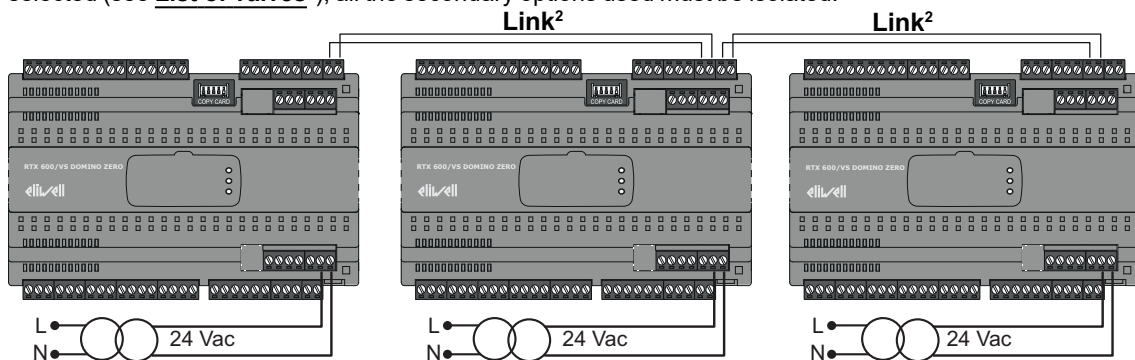 selected (see List of valves ), all the secondary options used must be isolated.
Link² Link²
COPY CARD COPY CARD COPY CARD
RTX 600/VS DOMINO ZERO RTX 600/VS DOMINO ZERO RTX 600/VS DOMINO ZERO
eliwell eliwell eliwell
L 24 Vac L 24 Vac L 24 Vac
N N N